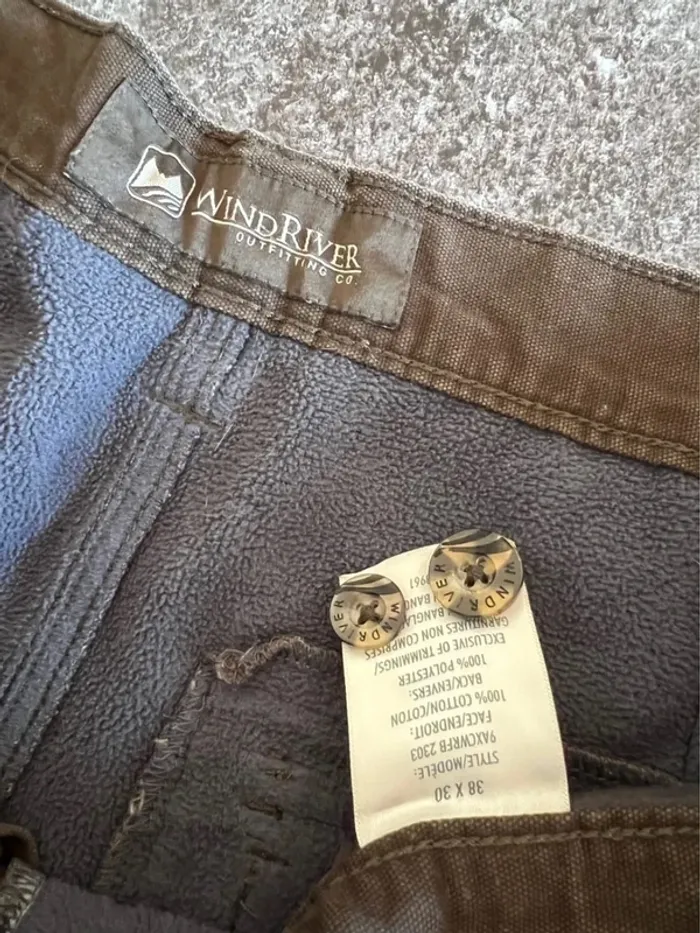 WINDRIVER
OUTFITTING CO.
WINDRIVER
WINDRIVER
38 X 30
STYLE/MODÈLE:
9AXCWRFB 2303
FACE/ENDROIT:
100% COTTON/COTON
BACK/ENVERS:
100% POLYESTER
EXCLUSIVE OF TRIMMINGS/
GARNITURES NON COMPRISES